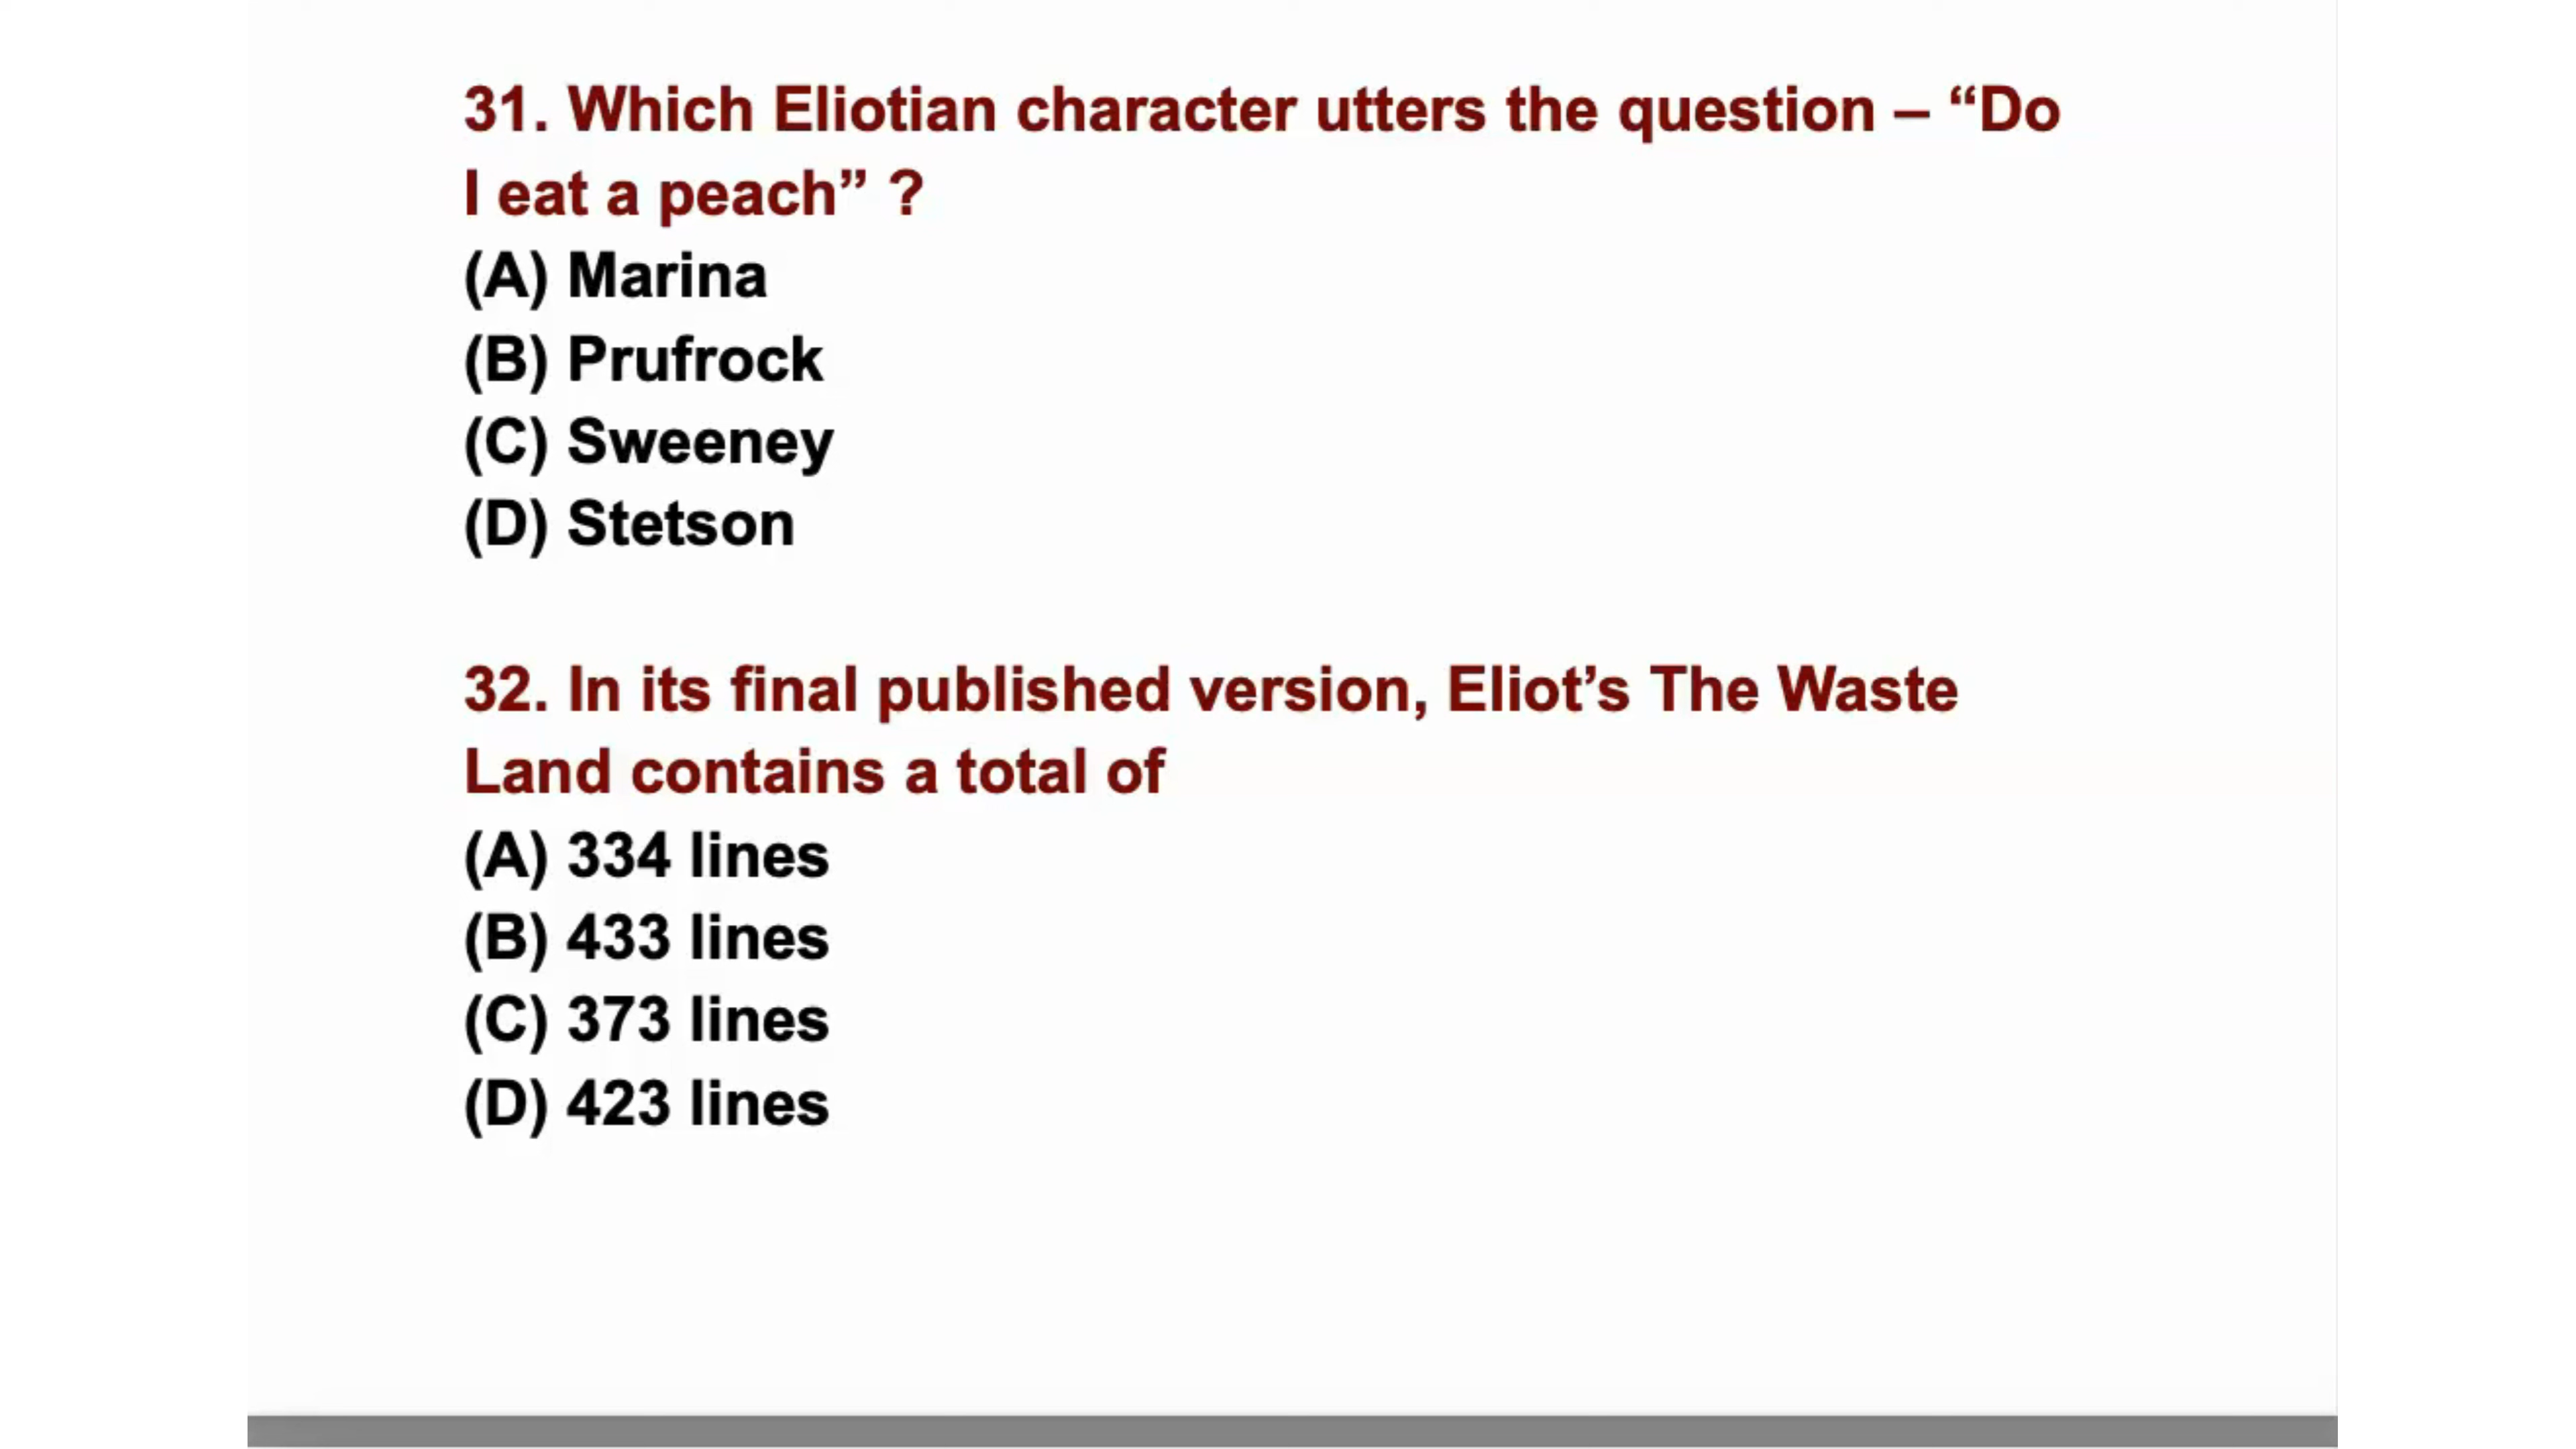 31. Which Eliotian character utters the question – “Do
I eat a peach” ?
(A) Marina
(B) Prufrock
(C) Sweeney
(D) Stetson
32. In its final published version, Eliot’s The Waste
Land contains a total of
(A) 334 lines
(B) 433 lines
(C) 373 lines
(D) 423 lines